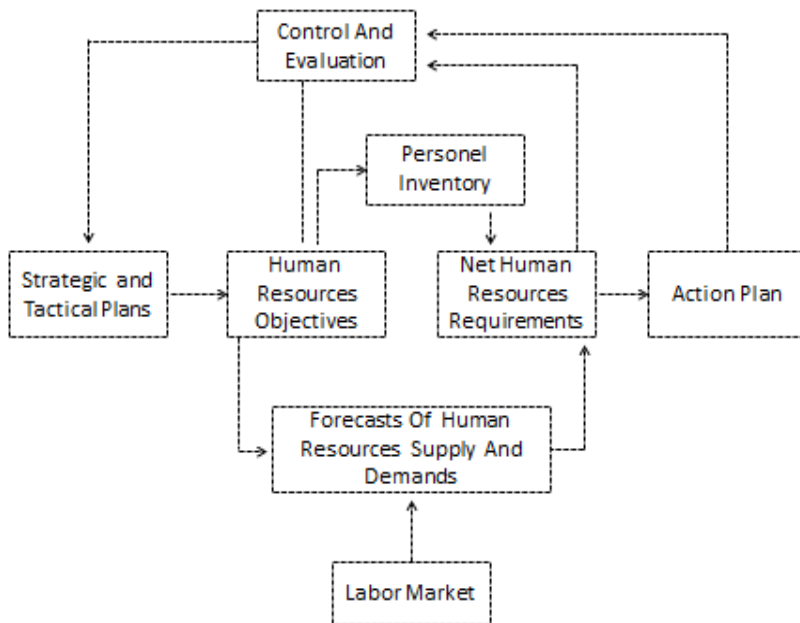 Control And
Evaluation
Personel
Inventory
Strategic and
Tactical Plans
Human
Resources
Objectives
Net Human
Resources
Requirements
Action Plan
Forecasts Of Human
Resources Supply And
Demands
Labor Market